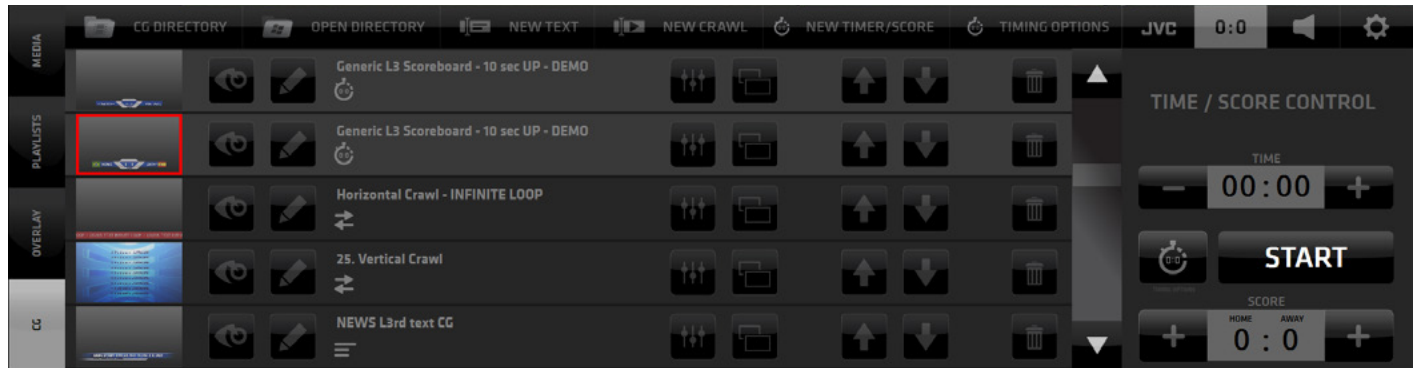 MEDIA
PLAYLISTS
OVERLAY
CG
CG DIRECTORY
OPEN DIRECTORY
NEW TEXT
NEW CRAWL
NEW TIMER/SCORE
TIMING OPTIONS
JVC
0:0
Generic L3 Scoreboard - 10 sec UP - DEMO
Generic L3 Scoreboard - 10 sec UP - DEMO
Horizontal Crawl - INFINITE LOOP
25. Vertical Crawl
NEWS L3rd text CG
TIME / SCORE CONTROL
TIME
− 00:00 +
0:0
START
SCORE
HOME AWAY
+ 0 : 0 +